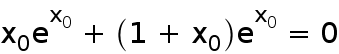 x₀e^{x₀} + (1 + x₀)e^{x₀} = 0